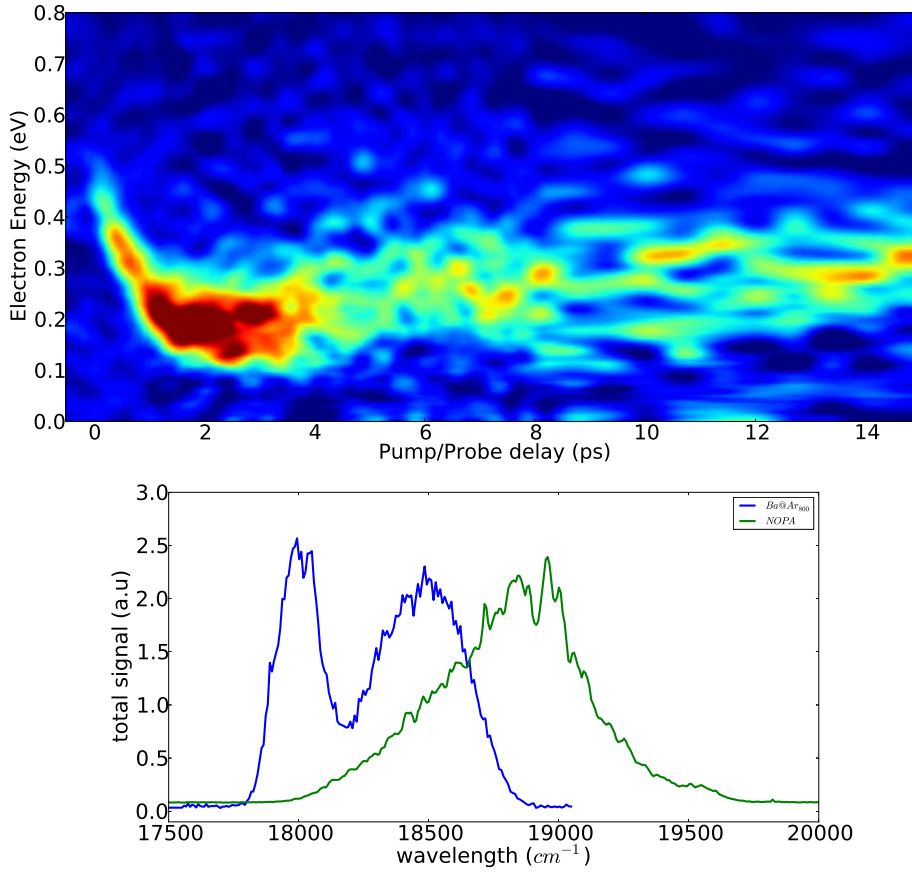 0.8
0.7
0.6
0.5
0.4
0.3
0.2
0.1
0.0
Electron Energy (eV)
0 2 4 6 8 10 12 14
Pump/Probe delay (ps)
3.0
2.5
2.0
1.5
1.0
0.5
0.0
total signal (a.u)
Ba@Ar₈₀₀
NOPA
17500 18000 18500 19000 19500 20000
wavelength (cm⁻¹)